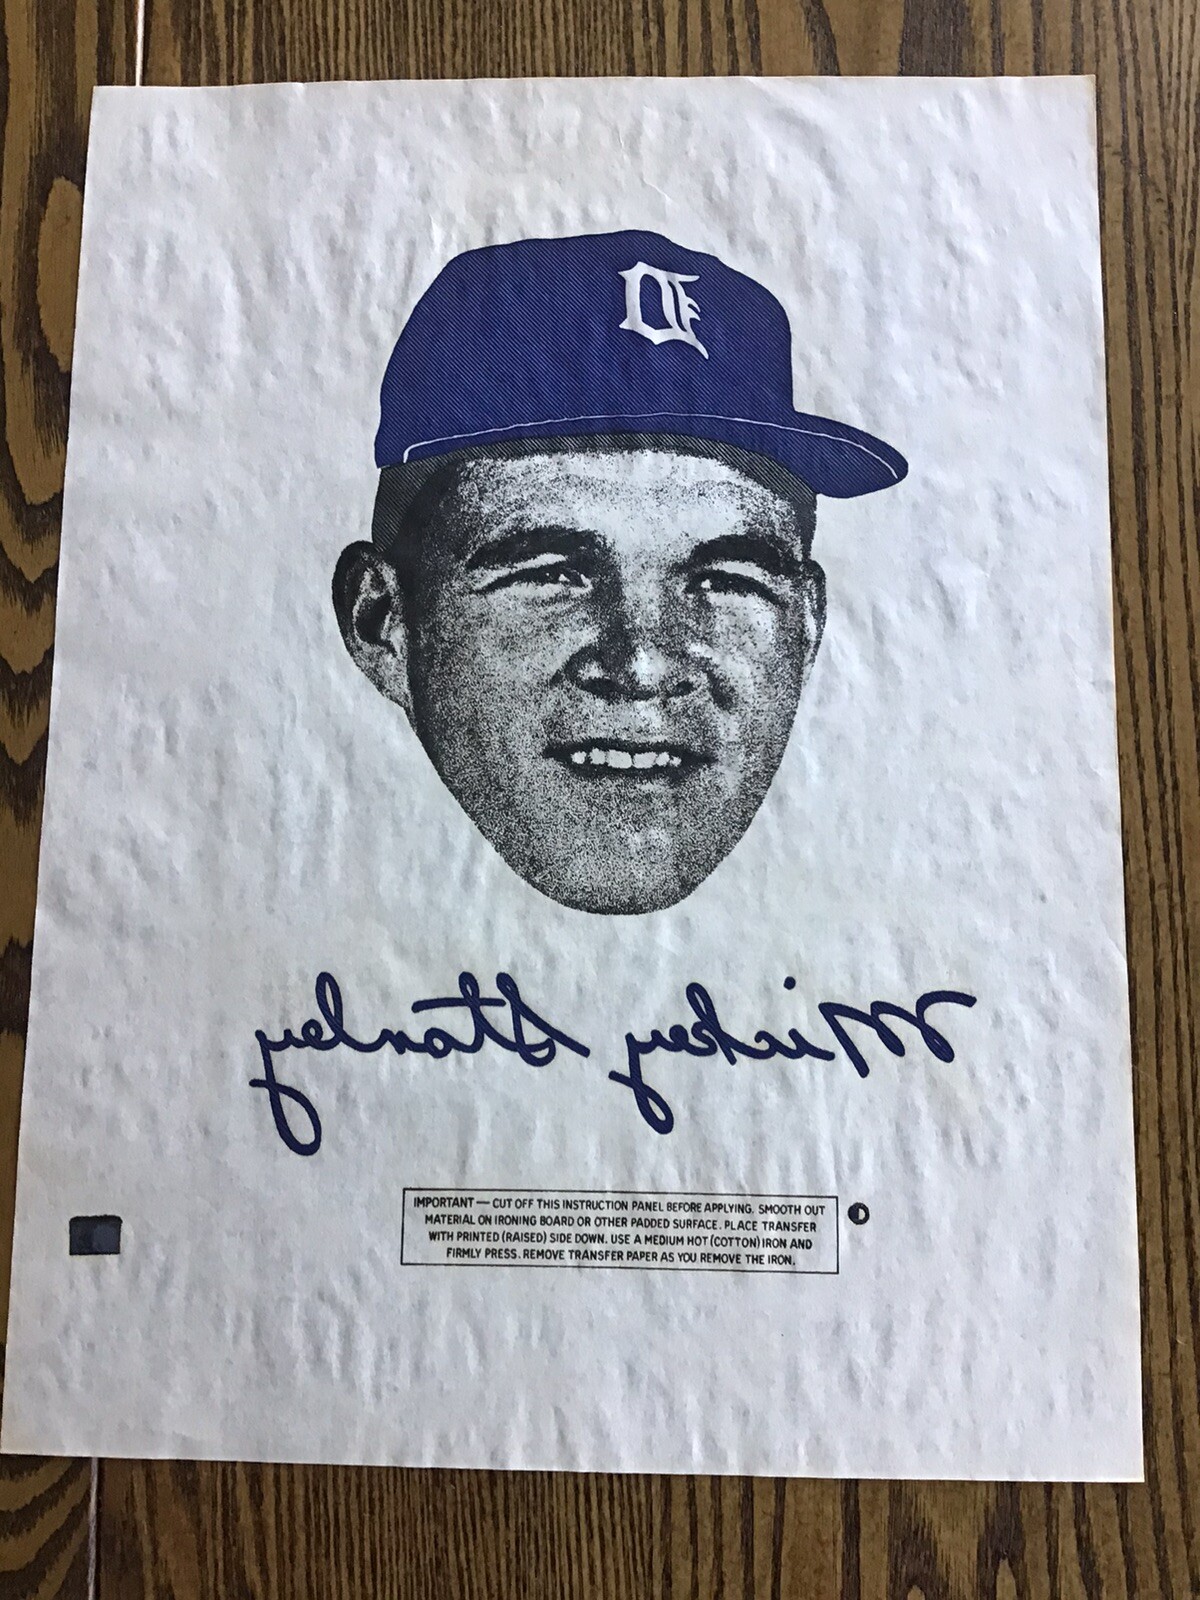 D
Mickey Stanley
IMPORTANT — CUT OFF THIS INSTRUCTION PANEL BEFORE APPLYING. SMOOTH OUT
MATERIAL ON IRONING BOARD OR OTHER PADDED SURFACE. PLACE TRANSFER
WITH PRINTED (RAISED) SIDE DOWN. USE A MEDIUM HOT (COTTON) IRON AND
FIRMLY PRESS. REMOVE TRANSFER PAPER AS YOU REMOVE THE IRON.